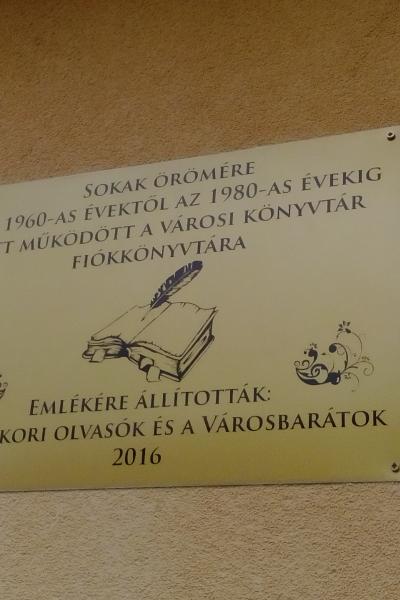 SOKAK ÖRÖMÉRE
1960-AS ÉVEKTŐL AZ 1980-AS ÉVEKIG
MŰKÖDÖTT A VÁROSI KÖNYVTÁR
FIÓKKÖNYVTÁRA
EMLÉKÉRE ÁLLÍTOTTÁK:
OLVASÓK ÉS A VÁROSBARÁTOK
2016